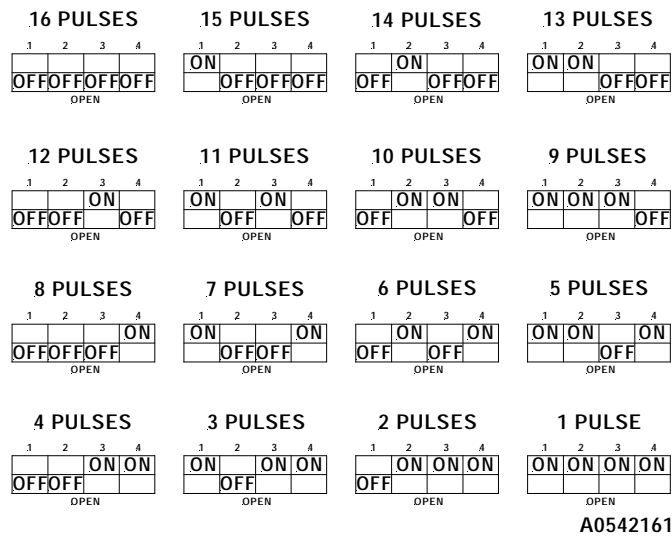 16 PULSES 15 PULSES 14 PULSES 13 PULSES
1 2 3 4 1 2 3 4 1 2 3 4 1 2 3 4
ON ON ON ON
OFF OFF OFF OFF OFF OFF OFF OFF OFF OFF OFF OFF
OPEN OPEN OPEN OPEN
12 PULSES 11 PULSES 10 PULSES 9 PULSES
1 2 3 4 1 2 3 4 1 2 3 4 1 2 3 4
ON ON ON ON ON ON ON ON
OFF OFF OFF OFF OFF OFF OFF OFF
OPEN OPEN OPEN OPEN
8 PULSES 7 PULSES 6 PULSES 5 PULSES
1 2 3 4 1 2 3 4 1 2 3 4 1 2 3 4
ON ON ON ON ON ON ON ON
OFF OFF OFF OFF OFF OFF OFF OFF
OPEN OPEN OPEN OPEN
4 PULSES 3 PULSES 2 PULSES 1 PULSE
1 2 3 4 1 2 3 4 1 2 3 4 1 2 3 4
ON ON ON ON ON ON ON ON ON ON ON ON
OFF OFF OFF OFF
OPEN OPEN OPEN OPEN
A0542161